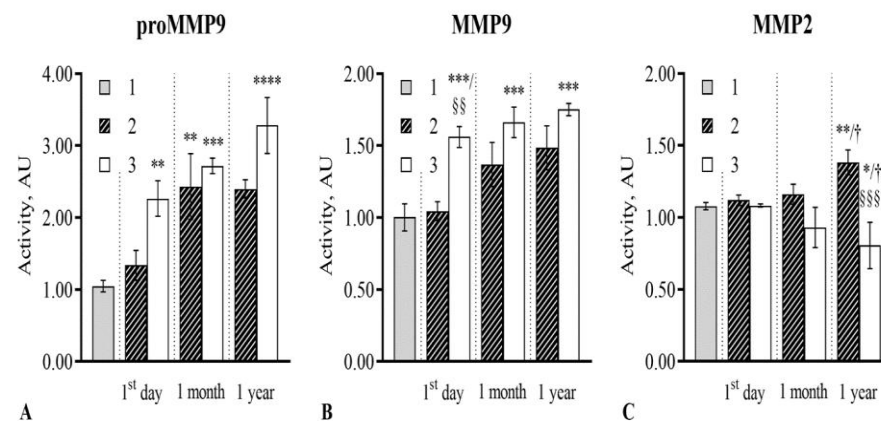 proMMP9
Activity, AU
4.00
3.00
2.00
1.00
0.00
1
2
3
**
**
***
****
1st day
1 month
1 year
A
MMP9
Activity, AU
2.00
1.50
1.00
0.50
0.00
1
2
3
***/
§§
***
***
1st day
1 month
1 year
B
MMP2
Activity, AU
2.00
1.50
1.00
0.50
0.00
1
2
3
**/†
*/†
§§§
1st day
1 month
1 year
C